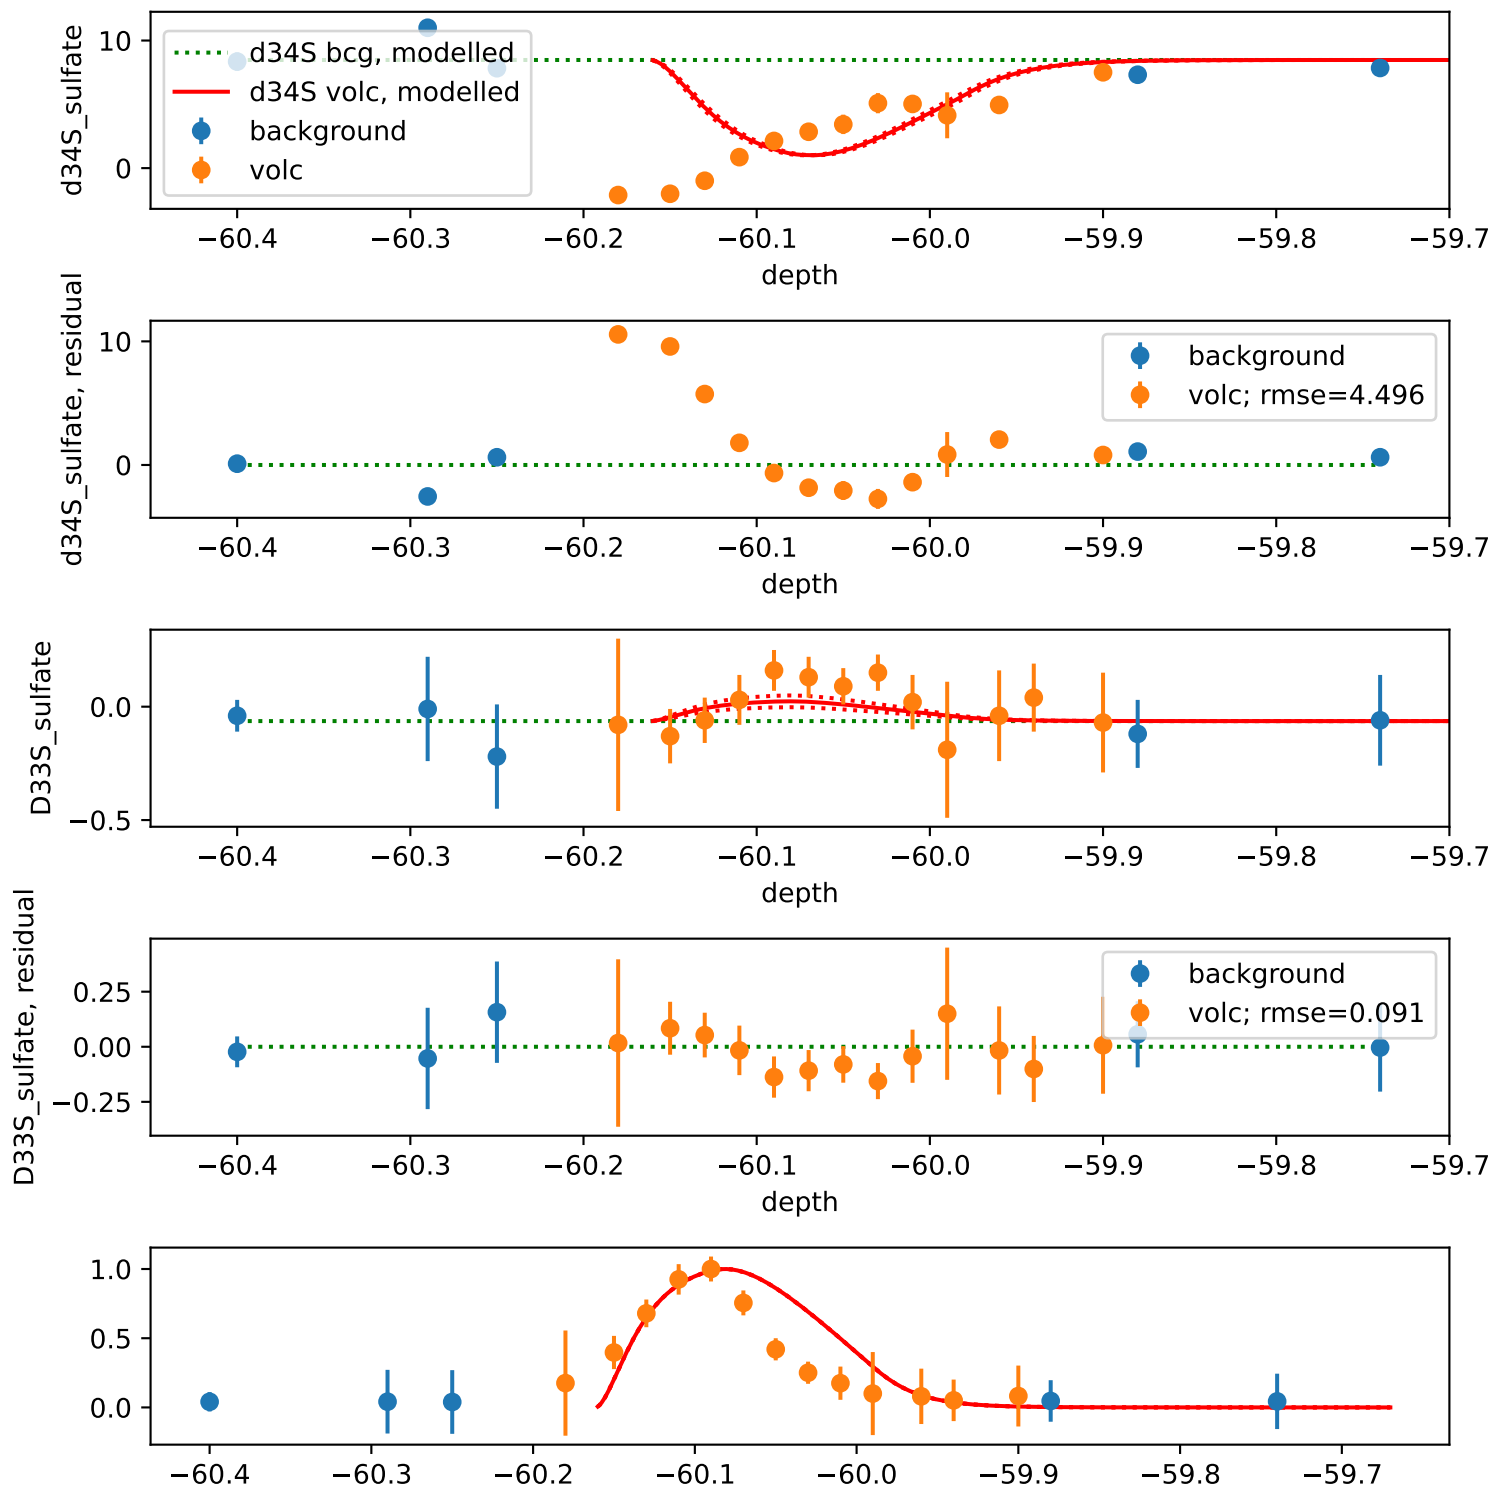 d34S_sulfate
10
0
d34S bcg, modelled
d34S volc, modelled
background
volc
−60.4 −60.3 −60.2 −60.1 −60.0 −59.9 −59.8 −59.7
depth
d34S_sulfate, residual
10
0
background
volc; rmse=4.496
−60.4 −60.3 −60.2 −60.1 −60.0 −59.9 −59.8 −59.7
depth
D33S_sulfate
0.0
−0.5
−60.4 −60.3 −60.2 −60.1 −60.0 −59.9 −59.8 −59.7
depth
D33S_sulfate, residual
0.25
0.00
−0.25
background
volc; rmse=0.091
−60.4 −60.3 −60.2 −60.1 −60.0 −59.9 −59.8 −59.7
depth
1.0
0.5
0.0
−60.4 −60.3 −60.2 −60.1 −60.0 −59.9 −59.8 −59.7